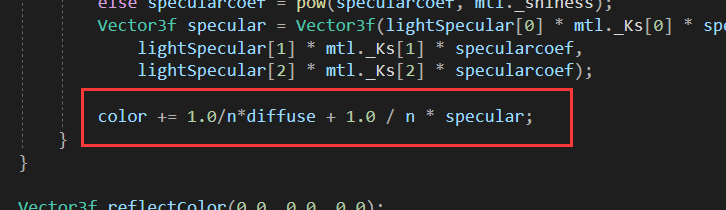 else specularcoef = pow(specularcoef, mtl._shiness);
Vector3f specular = Vector3f(lightSpecular[0] * mtl._Ks[0] * spe
lightSpecular[1] * mtl._Ks[1] * specularcoef,
lightSpecular[2] * mtl._Ks[2] * specularcoef);
color += 1.0/n*diffuse + 1.0 / n * specular;
}
}
Vector3f reflectColor(0.0, 0.0, 0.0);